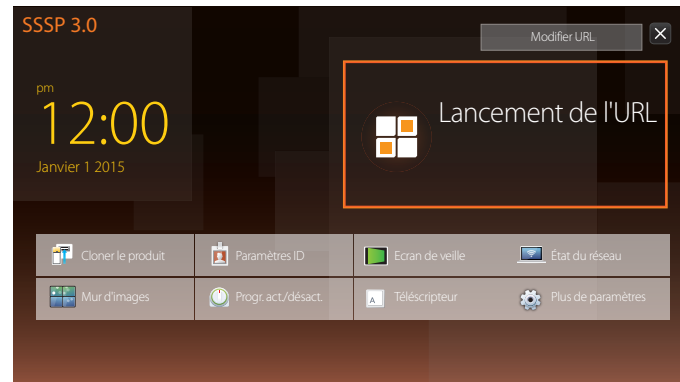 SSSP 3.0
Modifier URL
pm
12:00
Janvier 1 2015
Lancement de l'URL
Cloner le produit
Paramètres ID
Ecran de veille
État du réseau
Mur d'images
Progr. act./désact.
A
Téléscripteur
Plus de paramètres